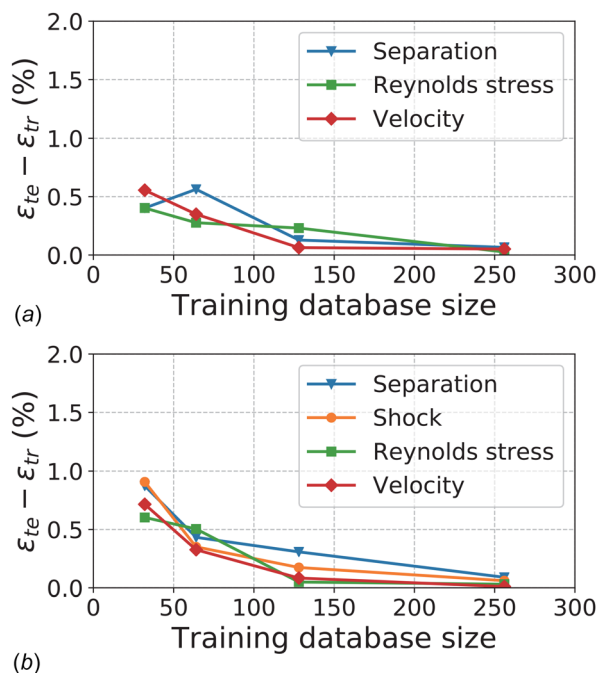 2.0
1.5
1.0
0.5
0.0
ε_te − ε_tr (%)
Separation
Reynolds stress
Velocity
0 50 100 150 200 250 300
Training database size
(a)
2.0
1.5
1.0
0.5
0.0
ε_te − ε_tr (%)
Separation
Shock
Reynolds stress
Velocity
0 50 100 150 200 250 300
Training database size
(b)